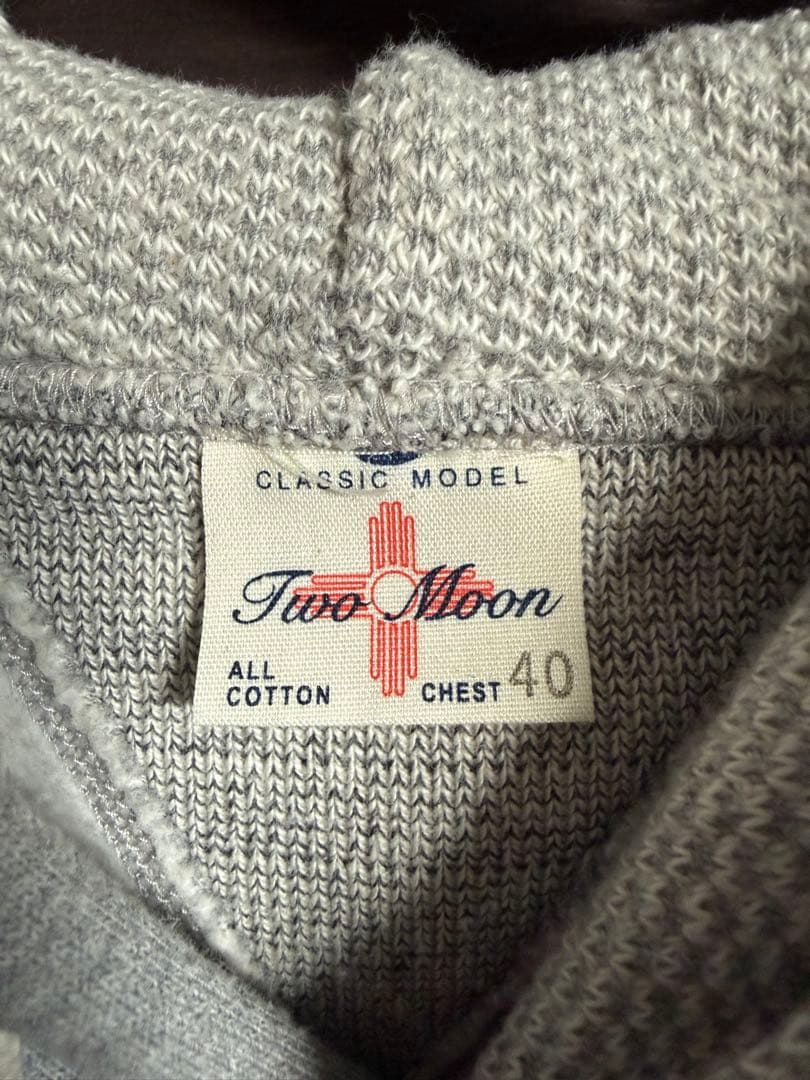 CLASSIC MODEL
Two Moon
ALL
COTTON
CHEST 40